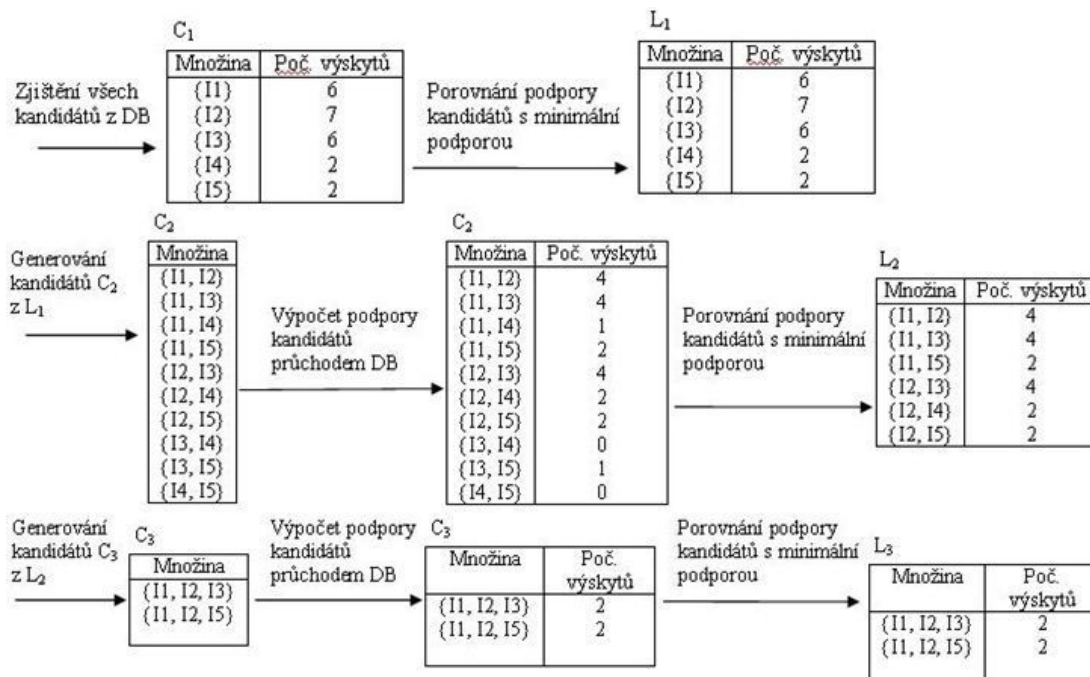 C1
Množina Poč. výskytů
{I1} 6
{I2} 7
{I3} 6
{I4} 2
{I5} 2
Zjištění všech
kandidátů z DB
Porovnání podpory
kandidátů s minimální
podporou
L1
Množina Poč. výskytů
{I1} 6
{I2} 7
{I3} 6
{I4} 2
{I5} 2
Generování
kandidátů C2
z L1
C2
Množina
{I1, I2}
{I1, I3}
{I1, I4}
{I1, I5}
{I2, I3}
{I2, I4}
{I2, I5}
{I3, I4}
{I3, I5}
{I4, I5}
Výpočet podpory
kandidátů
průchodem DB
C2
Množina Poč. výskytů
{I1, I2} 4
{I1, I3} 4
{I1, I4} 1
{I1, I5} 2
{I2, I3} 4
{I2, I4} 2
{I2, I5} 2
{I3, I4} 0
{I3, I5} 1
{I4, I5} 0
Porovnání podpory
kandidátů s minimální
podporou
L2
Množina Poč. výskytů
{I1, I2} 4
{I1, I3} 4
{I1, I5} 2
{I2, I3} 4
{I2, I4} 2
{I2, I5} 2
Generování
kandidátů C3
z L2
C3
Množina
{I1, I2, I3}
{I1, I2, I5}
Výpočet podpory
kandidátů
průchodem DB
C3
Množina Poč.
výskytů
{I1, I2, I3} 2
{I1, I2, I5} 2
Porovnání podpory
kandidátů s minimální
podporou
L3
Množina Poč.
výskytů
{I1, I2, I3} 2
{I1, I2, I5} 2